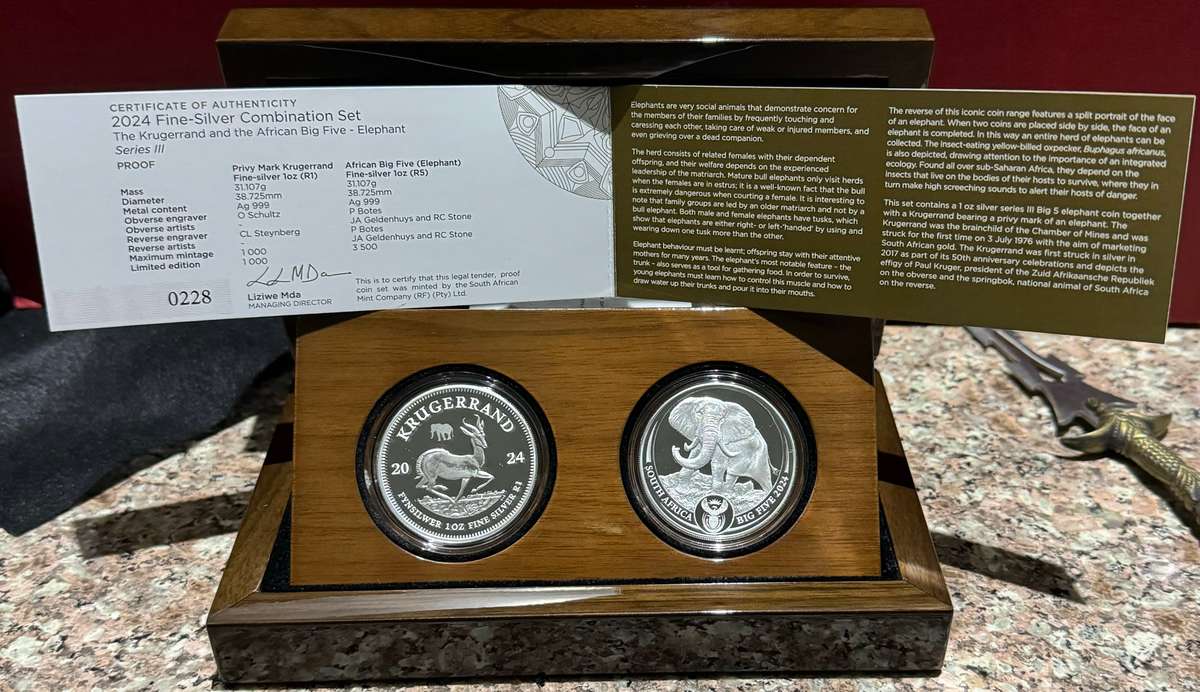 CERTIFICATE OF AUTHENTICITY
2024 Fine-Silver Combination Set
The Krugerrand and the African Big Five - Elephant
Series III
PROOF
Privy Mark Krugerrand African Big Five (Elephant)
Fine-silver 1oz (R1) Fine-silver 1oz (R5)
Mass 31.107g 31.107g
Diameter 38.725mm 38.725mm
Metal content Ag 999 Ag 999
Obverse engraver O Schultz P Botes
Obverse artists - JA Geldenhuys and RC Stone
Reverse engraver CL Steynberg P Botes
Reverse artists - JA Geldenhuys and RC Stone
Maximum mintage 1 000 3 500
Limited edition 1 000
0228
Liziwe Mda
MANAGING DIRECTOR
This is to certify that this legal tender, proof
coin set was minted by the South African
Mint Company (RF) (Pty) Ltd.
Elephants are very social animals that demonstrate concern for
the members of their families by frequently touching and
caressing each other, taking care of weak or injured members, and
even grieving over a dead companion.
The herd consists of related females with their dependent
offspring, and their welfare depends on the experienced
leadership of the matriarch. Mature bull elephants only visit herds
when the females are in estrus; it is a well-known fact that the bull
is extremely dangerous when courting a female. It is interesting to
note that family groups are led by an older matriarch and not by a
bull elephant. Both male and female elephants have tusks, which
show that elephants are either right- or left-'handed' by using and
wearing down one tusk more than the other.
Elephant behaviour must be learnt; offspring stay with their attentive
mothers for many years. The elephant's most notable feature - the
trunk - also serves as a tool for gathering food. In order to survive,
young elephants must learn how to control this muscle and how to
draw water up their trunks and pour it into their mouths.
The reverse of this iconic coin range features a split portrait of the face
of an elephant. When two coins are placed side by side, the face of an
elephant is completed. In this way an entire herd of elephants can be
collected. The insect-eating yellow-billed oxpecker, Buphagus africanus,
is also depicted, drawing attention to the importance of an integrated
ecology. Found all over sub-Saharan Africa, they depend on the
insects that live on the bodies of their hosts to survive, where they in
turn make high screeching sounds to alert their hosts of danger.
This set contains a 1 oz silver series III Big 5 elephant coin together
with a Krugerrand bearing a privy mark of an elephant. The
Krugerrand was the brainchild of the Chamber of Mines and was
struck for the first time on 3 July 1976 with the aim of marketing
South African gold. The Krugerrand was first struck in silver in
2017 as part of its 50th anniversary celebrations and depicts the
effigy of Paul Kruger, president of the Zuid Afrikaansche Republiek
on the obverse and the springbok, national animal of South Africa
on the reverse.
KRUGERRAND
20 24
FYNSILWER 1 OZ FINE SILVER R1
SOUTH AFRICA BIG FIVE 2024